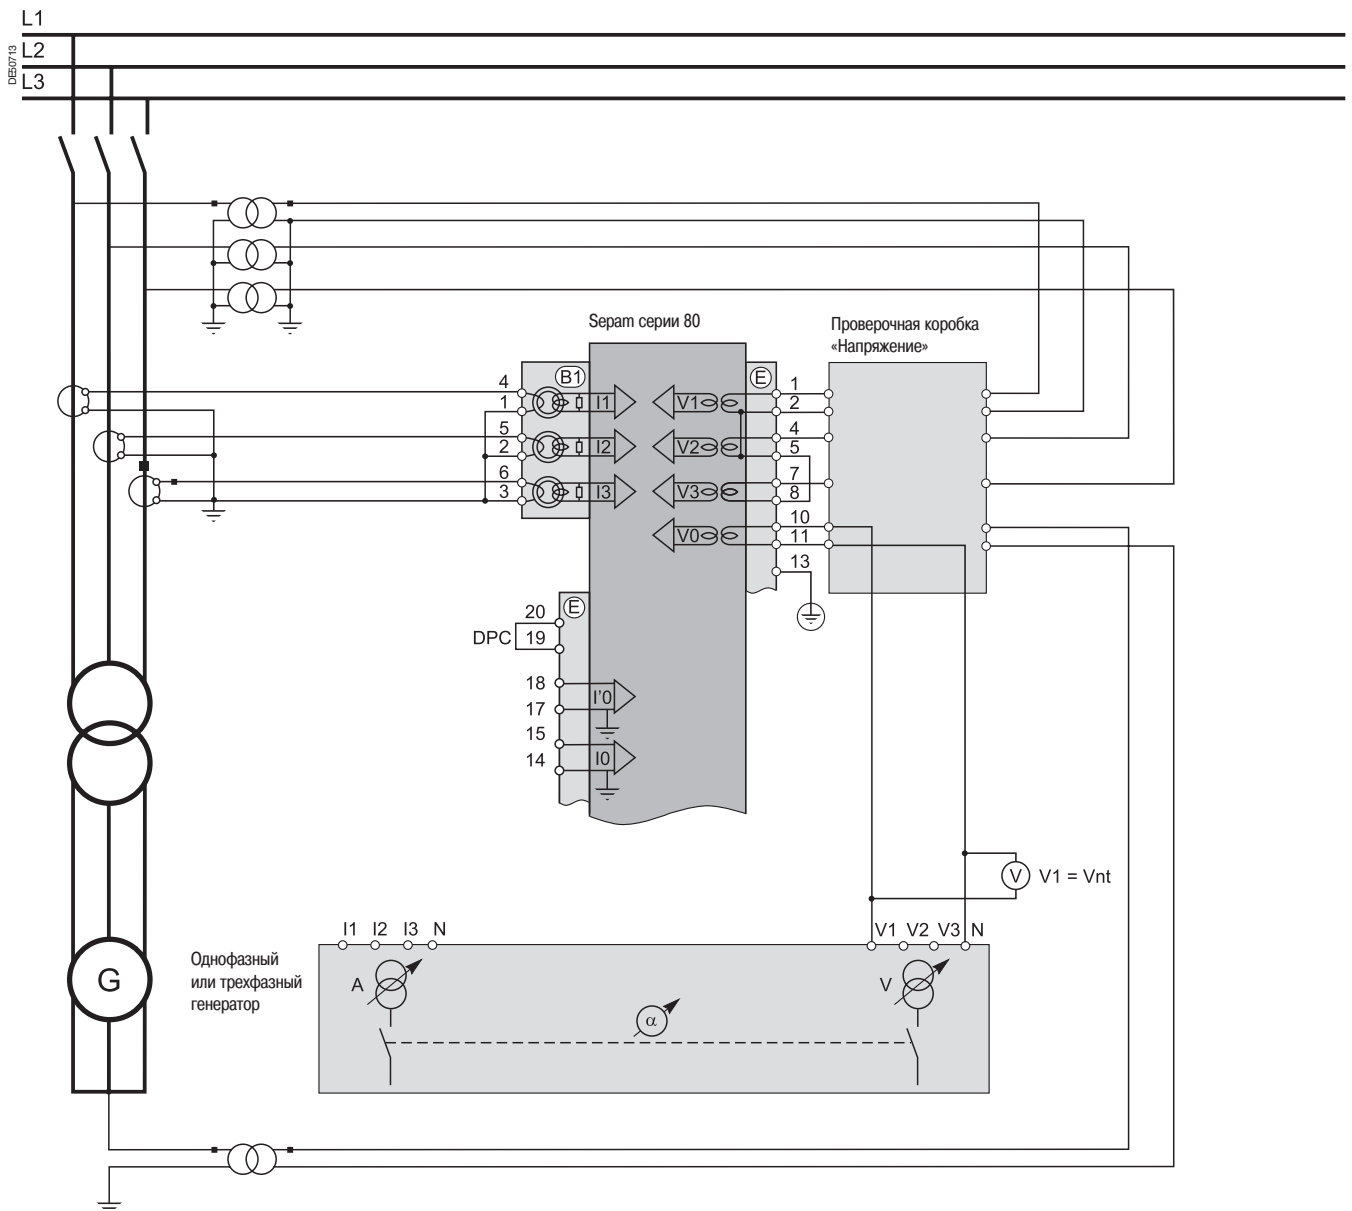 L1
DE50713
L2
L3
Sepam серии 80
Проверочная коробка
«Напряжение»
B1
E
4
1
I1
V1
1
2
5
2
I2
V2
4
5
6
3
I3
V3
7
8
V0
10
11
13
E
20
DPC
19
18
I'0
17
15
I0
14
V
V1 = Vnt
I1 I2 I3 N
V1 V2 V3 N
Однофазный
или трехфазный
генератор
G
A
V
α